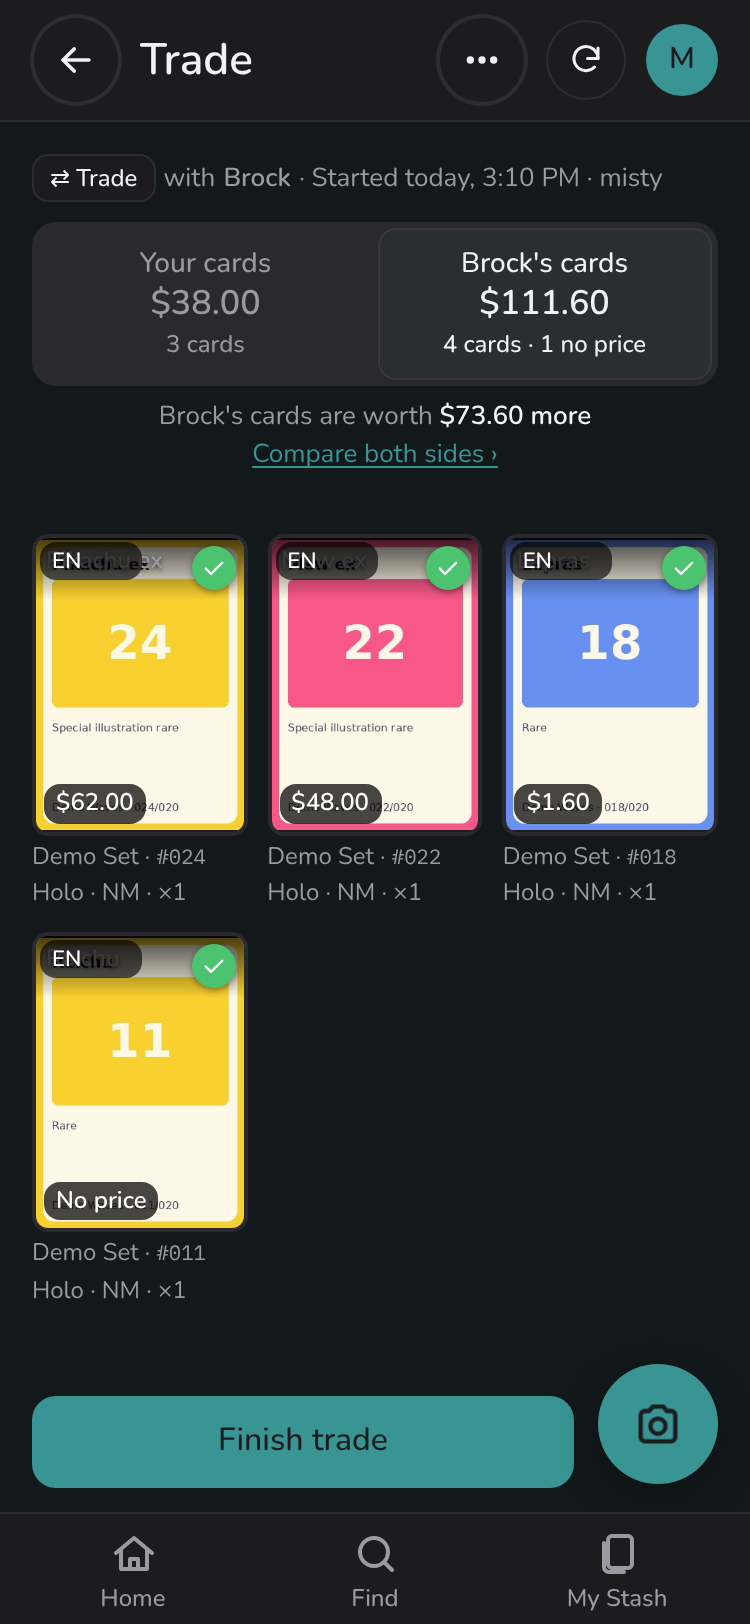 Trade
M
Trade with Brock · Started today, 3:10 PM · misty
Your cards
$38.00
3 cards
Brock's cards
$111.60
4 cards · 1 no price
Brock's cards are worth $73.60 more
Compare both sides ›
EN
24
Special illustration rare
$62.00
Demo Set · #024
Holo · NM · ×1
EN
22
Special illustration rare
$48.00
Demo Set · #022
Holo · NM · ×1
EN
18
Rare
$1.60
018/020
Demo Set · #018
Holo · NM · ×1
EN
11
Rare
No price
Demo Set · #011
Holo · NM · ×1
Finish trade
Home
Find
My Stash